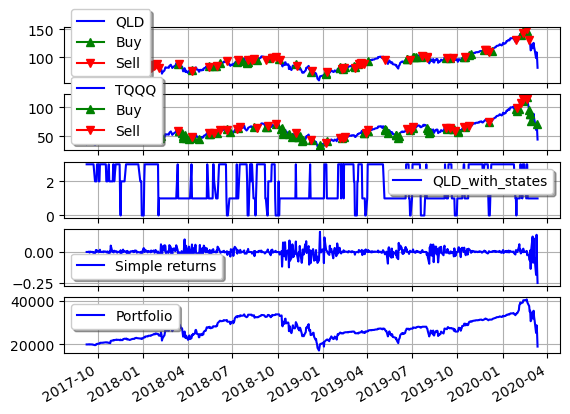 150
100
QLD
Buy
Sell
100
50
TQQQ
Buy
Sell
2
0
QLD_with_states
0.00
−0.25
Simple returns
40000
20000
Portfolio
2017-10
2018-01
2018-04
2018-07
2018-10
2019-01
2019-04
2019-07
2019-10
2020-01
2020-04